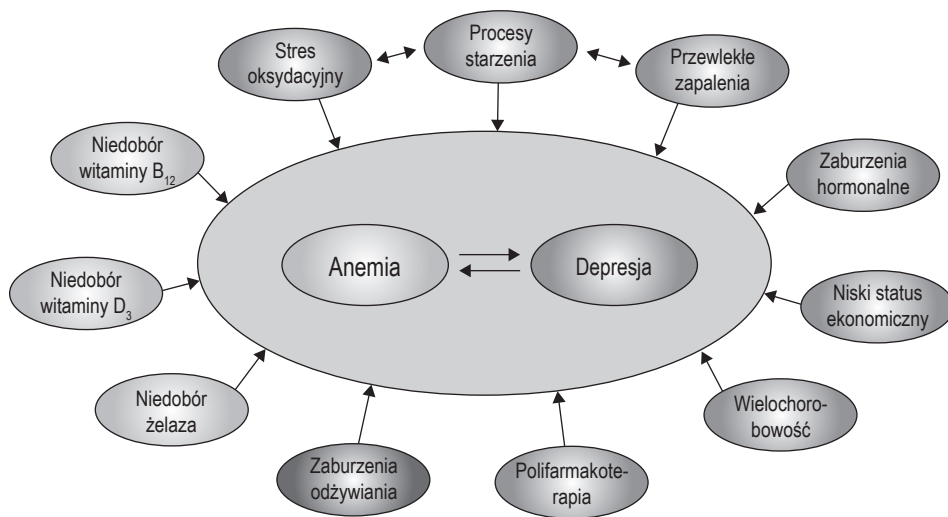 Stres
oksydacyjny
Procesy
starzenia
Przewlekłe
zapalenia
Niedobór
witaminy B₁₂
Zaburzenia
hormonalne
Anemia
Depresja
Niedobór
witaminy D₃
Niski status
ekonomiczny
Niedobór
żelaza
Wielochoro-
bowość
Zaburzenia
odżywiania
Polifarmakote-
rapia